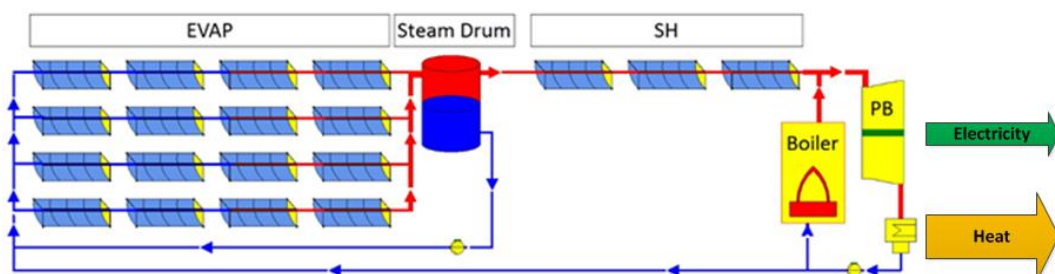 EVAP
Steam Drum
SH
PB
Boiler
Electricity
Heat